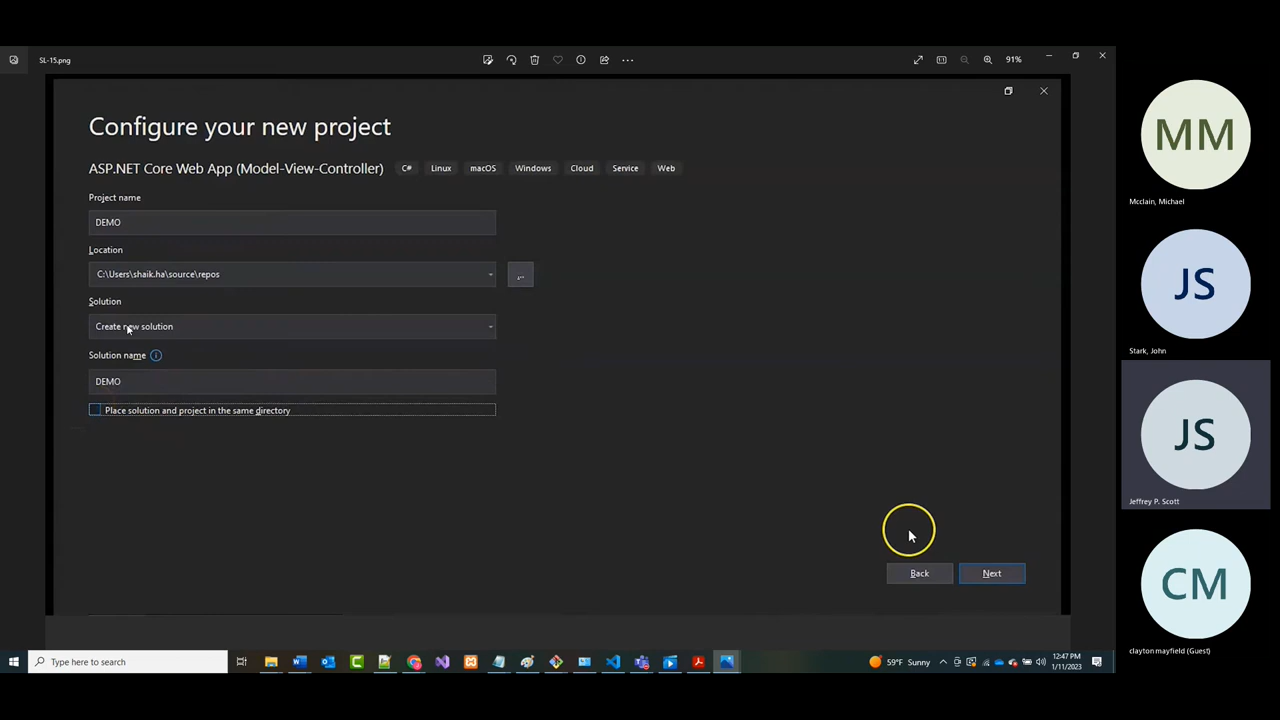 SL-15.png
91%
Configure your new project
ASP.NET Core Web App (Model-View-Controller) C# Linux macOS Windows Cloud Service Web
Project name
DEMO
Location
C:\Users\shaik.ha\source\repos
...
Solution
Create new solution
Solution name
DEMO
Place solution and project in the same directory
Back Next
MM
Mcclain, Michael
JS
Stark, John
JS
Jeffrey P. Scott
CM
clayton mayfield (Guest)
Type here to search
59°F Sunny
12:47 PM
1/11/2023